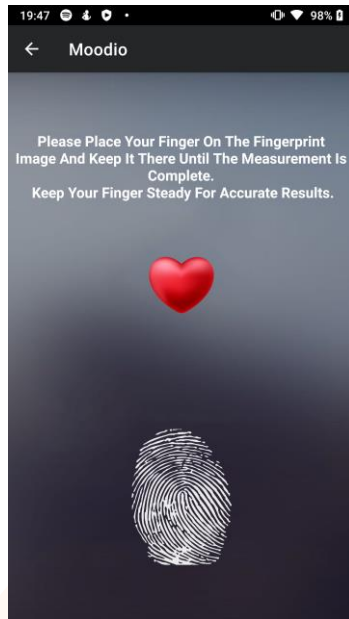 19:47 98%
Moodio
Please Place Your Finger On The Fingerprint
Image And Keep It There Until The Measurement Is
Complete.
Keep Your Finger Steady For Accurate Results.